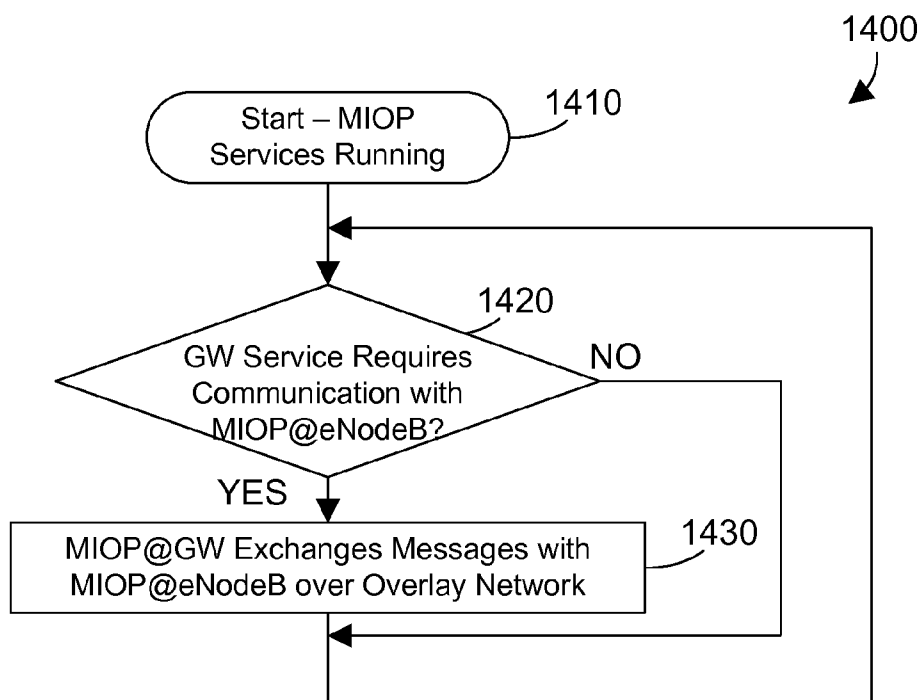 1400
Start – MIOP
Services Running
1410
1420
GW Service Requires
Communication with
MIOP@eNodeB?
NO
YES
MIOP@GW Exchanges Messages with
MIOP@eNodeB over Overlay Network
1430